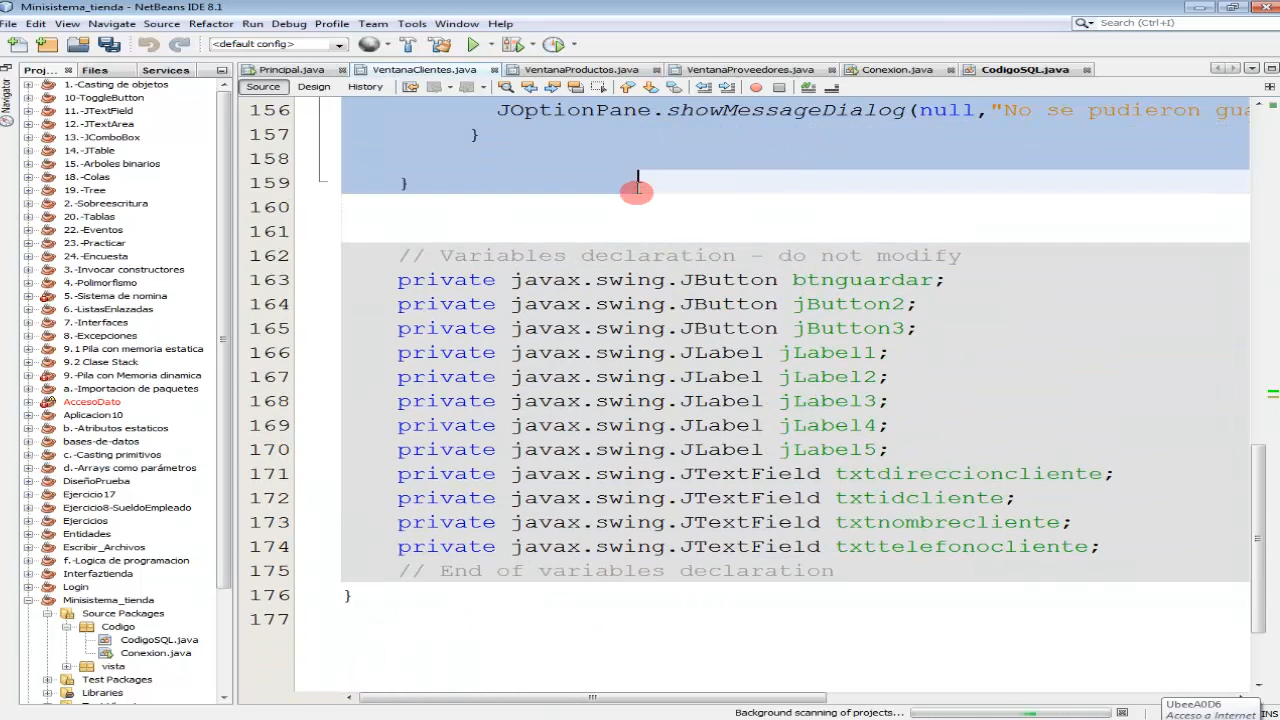 Minisistema_tienda - NetBeans IDE 8.1
File Edit View Navigate Source Refactor Run Debug Profile Team Tools Window Help
Search (Ctrl+I)
<default config>
Proj... Files Services
Navigator
Principal.java VentanaClientes.java VentanaProductos.java VentanaProveedores.java Conexion.java CodigoSQL.java
Source Design History
1.-Casting de objetos
10-ToggleButton
11.-JTextField
12.-JTextArea
13.-JComboBox
14.-JTable
15.-Arboles binarios
18.-Colas
19.-Tree
2.-Sobreescritura
20.-Tablas
22.-Eventos
23.-Practicar
24.-Encuesta
3.-Invocar constructores
4.-Polimorfismo
5.-Sistema de nomina
6.-ListasEnlazadas
7.-Interfaces
8.-Excepciones
9.1 Pila con memoria estatica
9.2 Clase Stack
9.-Pila con Memoria dinamica
a.-Importacion de paquetes
AccesoDato
Aplicacion10
b.-Atributos estaticos
bases-de-datos
c.-Casting primitivos
d.-Arrays como parámetros
DiseñoPrueba
Ejercicio17
Ejercicio8-SueldoEmpleado
Ejercicios
Entidades
Escribir_Archivos
f.-Logica de programacion
Interfaztienda
Login
Minisistema_tienda
Source Packages
Codigo
CodigoSQL.java
Conexion.java
vista
Test Packages
Libraries
156 JOptionPane.showMessageDialog(null,"No se pudieron gua
157 }
158
159 }
160
161
162 // Variables declaration - do not modify
163 private javax.swing.JButton btnguardar;
164 private javax.swing.JButton jButton2;
165 private javax.swing.JButton jButton3;
166 private javax.swing.JLabel jLabel1;
167 private javax.swing.JLabel jLabel2;
168 private javax.swing.JLabel jLabel3;
169 private javax.swing.JLabel jLabel4;
170 private javax.swing.JLabel jLabel5;
171 private javax.swing.JTextField txtdireccioncliente;
172 private javax.swing.JTextField txtidcliente;
173 private javax.swing.JTextField txtnombrecliente;
174 private javax.swing.JTextField txttelefonocliente;
175 // End of variables declaration
176 }
177
Background scanning of projects...
UbeeA0D6
Acceso a Internet
INS